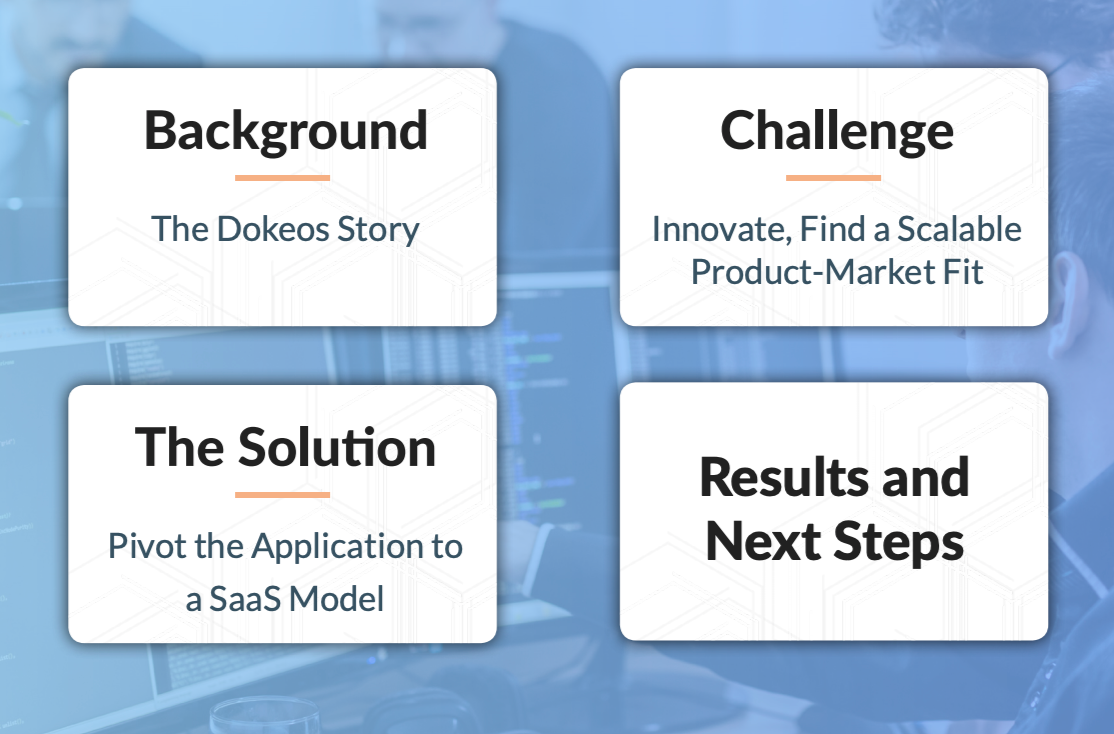 Background
The Dokeos Story
Challenge
Innovate, Find a Scalable
Product-Market Fit
The Solution
Pivot the Application to
a SaaS Model
Results and
Next Steps